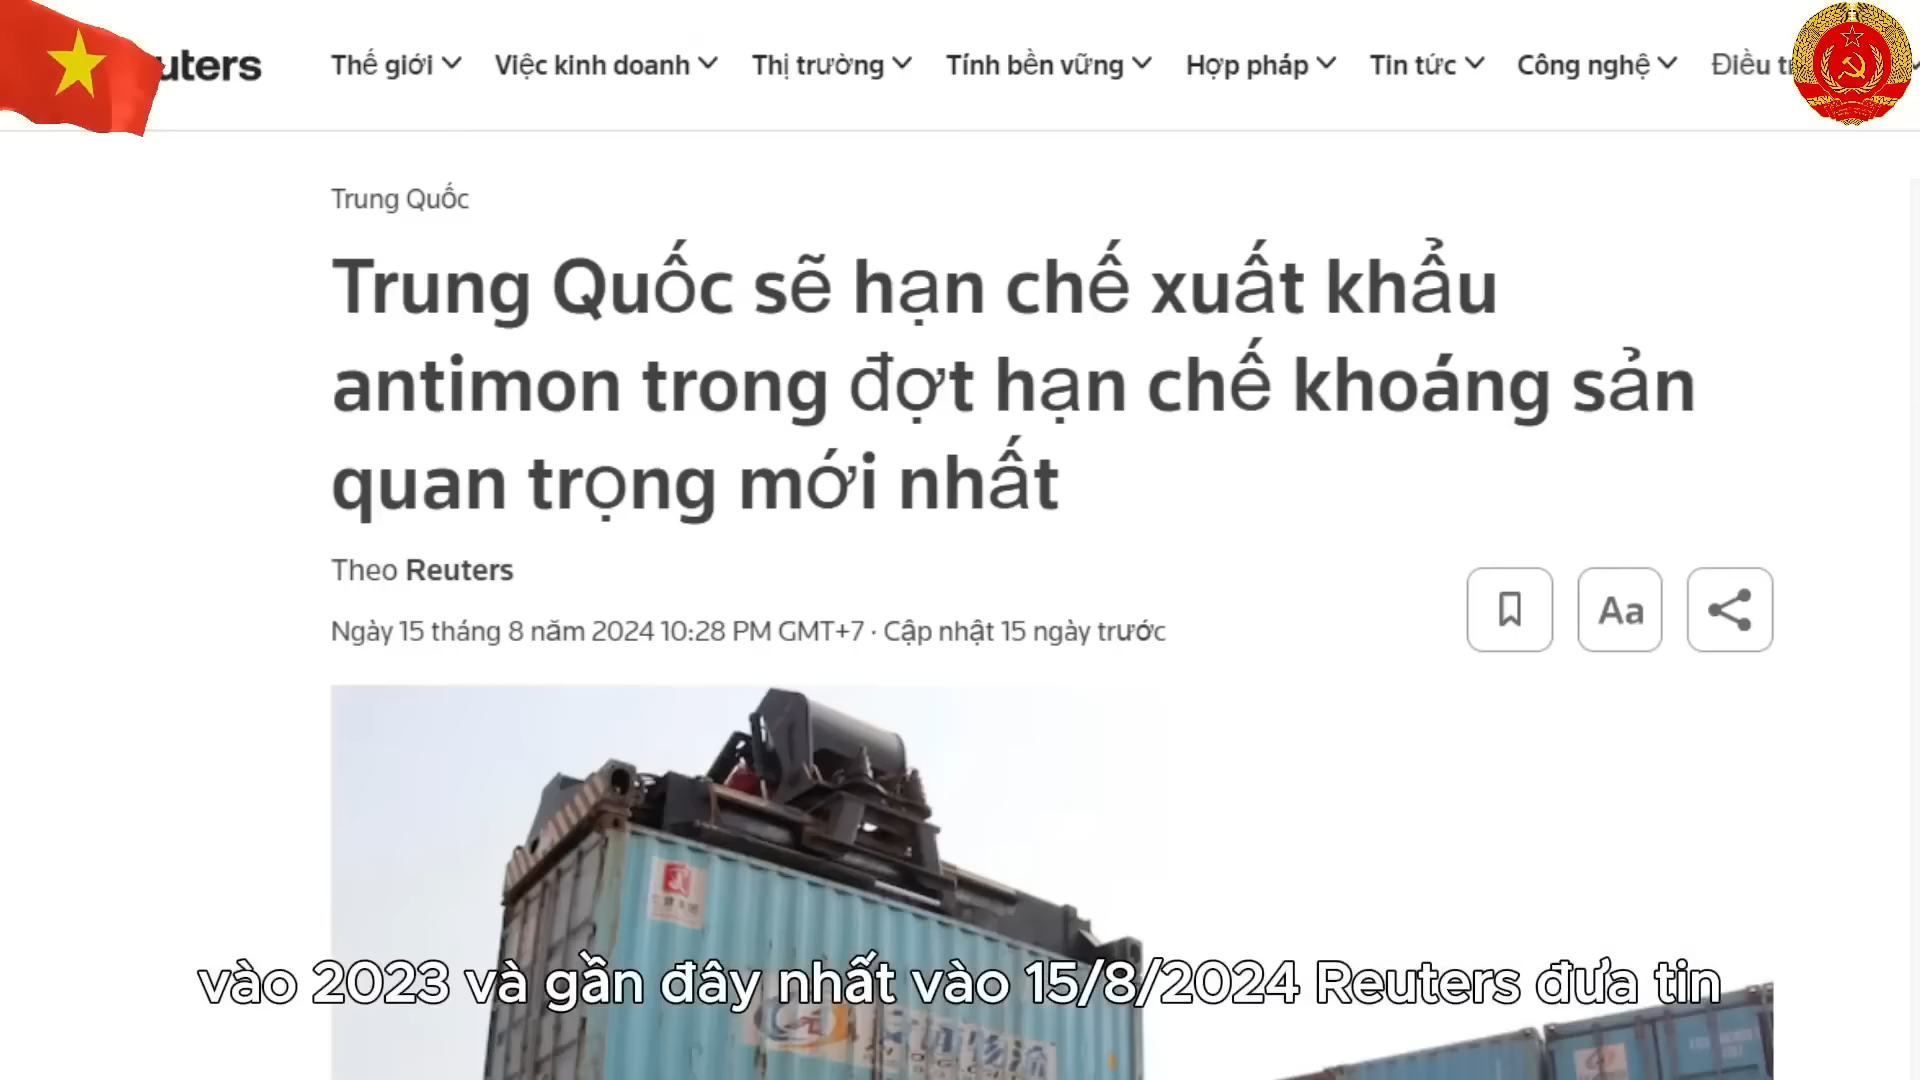 uters
Thế giới Việc kinh doanh Thị trường Tính bền vững Hợp pháp Tin tức Công nghệ Điều
Trung Quốc
Trung Quốc sẽ hạn chế xuất khẩu
antimon trong đợt hạn chế khoáng sản
quan trọng mới nhất
Theo Reuters
Ngày 15 tháng 8 năm 2024 10:28 PM GMT+7 · Cập nhật 15 ngày trước
Aa
vào 2023 và gần đây nhất vào 15/8/2024 Reuters đưa tin